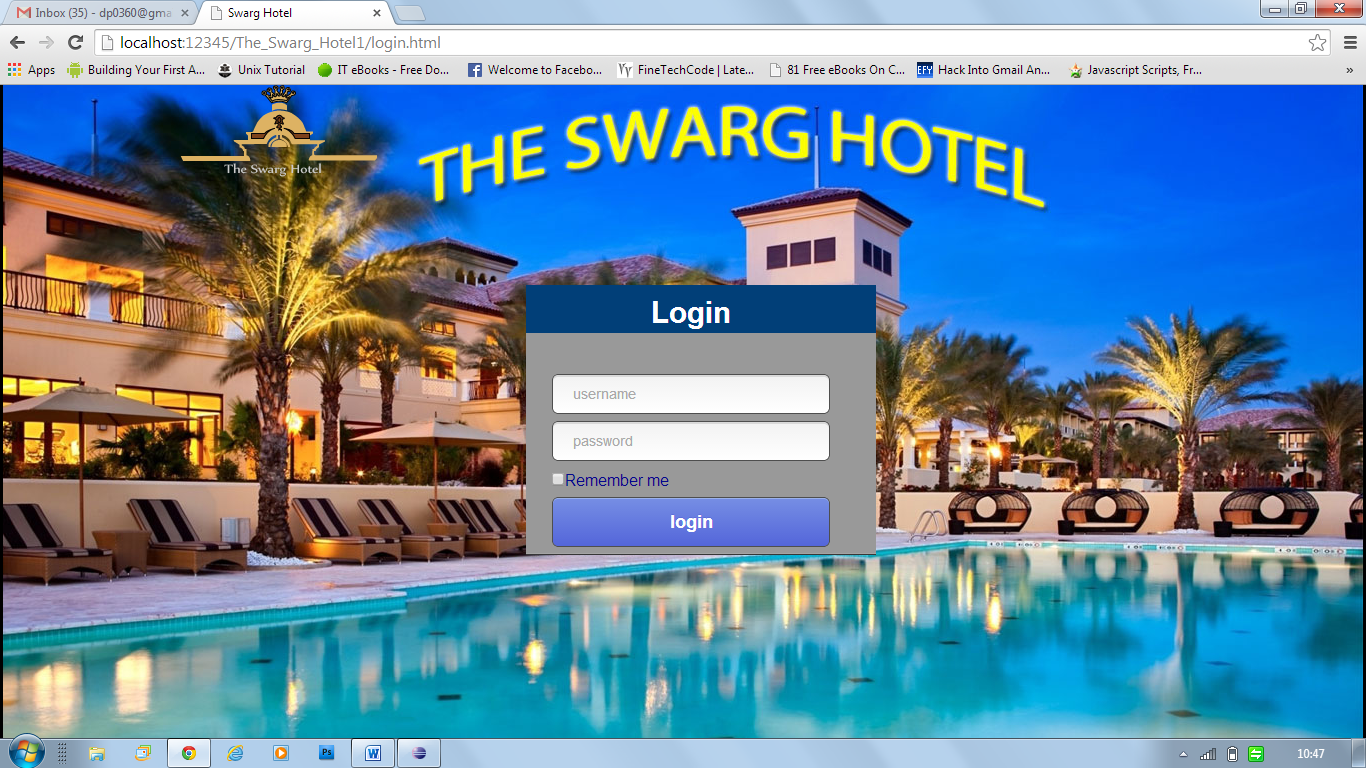 Inbox (35) - dp0360@gma
Swarg Hotel
localhost:12345/The_Swarg_Hotel1/login.html
Apps
Building Your First A...
Unix Tutorial
IT eBooks - Free Do...
Welcome to Facebo...
FineTechCode | Late...
81 Free eBooks On C...
EFY Hack Into Gmail An...
Javascript Scripts, Fr...
»
The Swarg Hotel
THE SWARG HOTEL
Login
username
password
Remember me
login
Ps
W
10:47